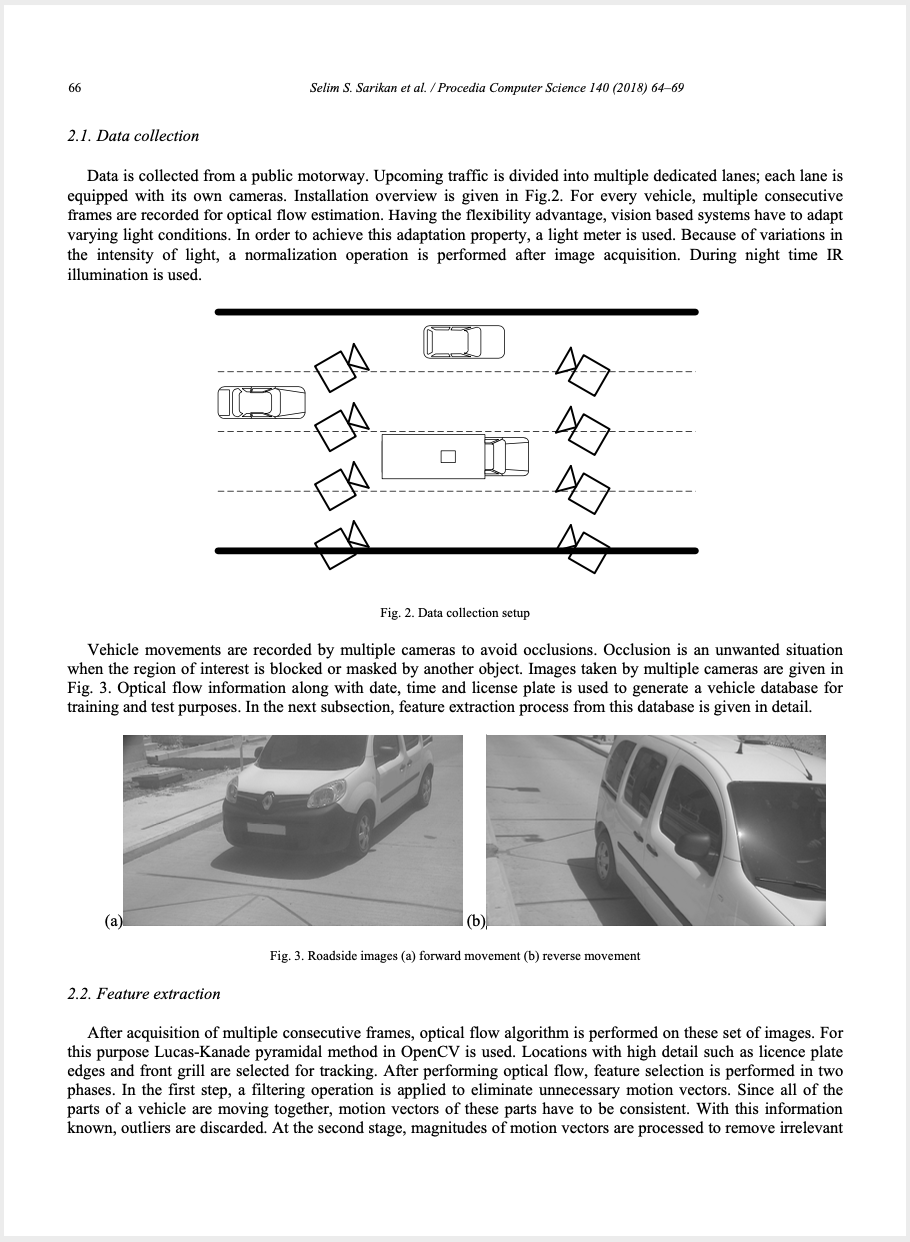 66
Selim S. Sarikan et al. / Procedia Computer Science 140 (2018) 64–69
2.1. Data collection
Data is collected from a public motorway. Upcoming traffic is divided into multiple dedicated lanes; each lane is
equipped with its own cameras. Installation overview is given in Fig.2. For every vehicle, multiple consecutive
frames are recorded for optical flow estimation. Having the flexibility advantage, vision based systems have to adapt
varying light conditions. In order to achieve this adaptation property, a light meter is used. Because of variations in
the intensity of light, a normalization operation is performed after image acquisition. During night time IR
illumination is used.
Fig. 2. Data collection setup
Vehicle movements are recorded by multiple cameras to avoid occlusions. Occlusion is an unwanted situation
when the region of interest is blocked or masked by another object. Images taken by multiple cameras are given in
Fig. 3. Optical flow information along with date, time and license plate is used to generate a vehicle database for
training and test purposes. In the next subsection, feature extraction process from this database is given in detail.
(a)
(b)
Fig. 3. Roadside images (a) forward movement (b) reverse movement
2.2. Feature extraction
After acquisition of multiple consecutive frames, optical flow algorithm is performed on these set of images. For
this purpose Lucas-Kanade pyramidal method in OpenCV is used. Locations with high detail such as licence plate
edges and front grill are selected for tracking. After performing optical flow, feature selection is performed in two
phases. In the first step, a filtering operation is applied to eliminate unnecessary motion vectors. Since all of the
parts of a vehicle are moving together, motion vectors of these parts have to be consistent. With this information
known, outliers are discarded. At the second stage, magnitudes of motion vectors are processed to remove irrelevant